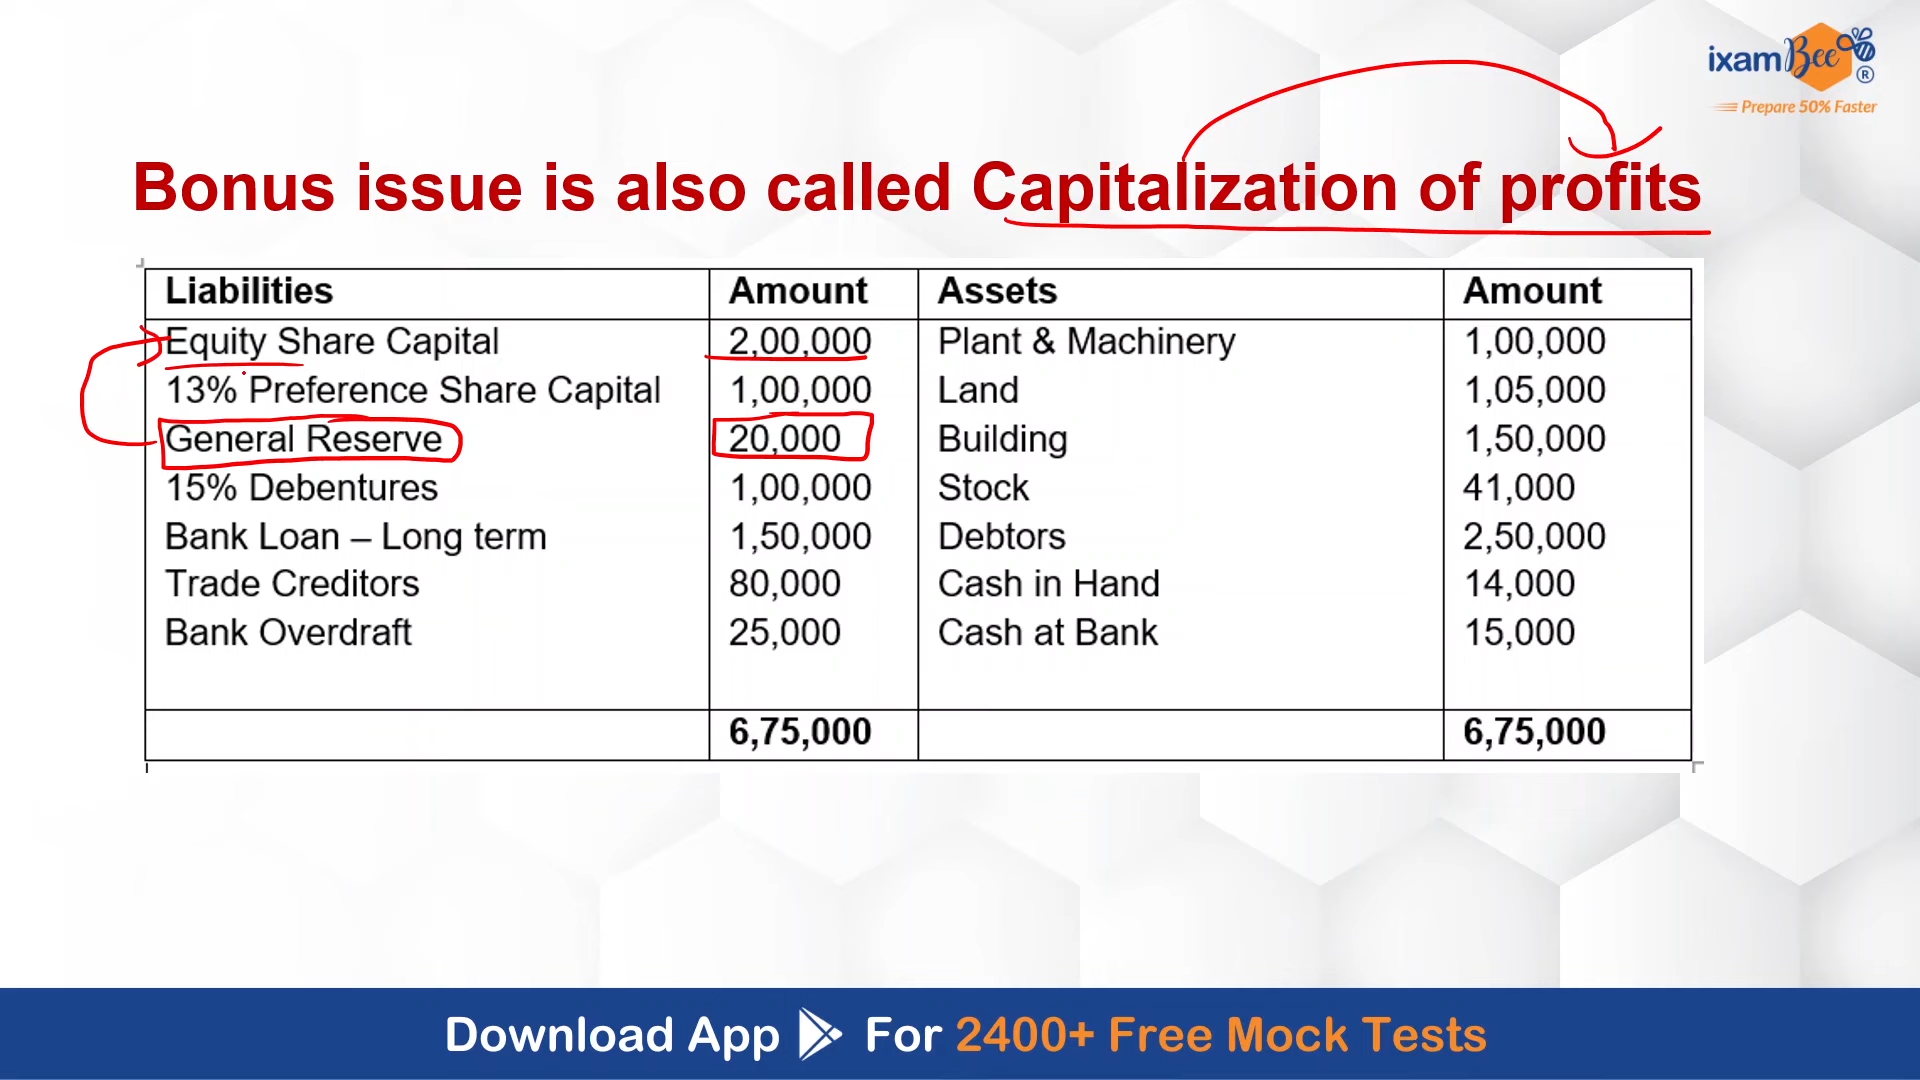 ixamBee®
Prepare 50% Faster
Bonus issue is also called Capitalization of profits
Liabilities Amount Assets Amount
Equity Share Capital 2,00,000 Plant & Machinery 1,00,000
13% Preference Share Capital 1,00,000 Land 1,05,000
General Reserve 20,000 Building 1,50,000
15% Debentures 1,00,000 Stock 41,000
Bank Loan – Long term 1,50,000 Debtors 2,50,000
Trade Creditors 80,000 Cash in Hand 14,000
Bank Overdraft 25,000 Cash at Bank 15,000
6,75,000 6,75,000
Download App For 2400+ Free Mock Tests